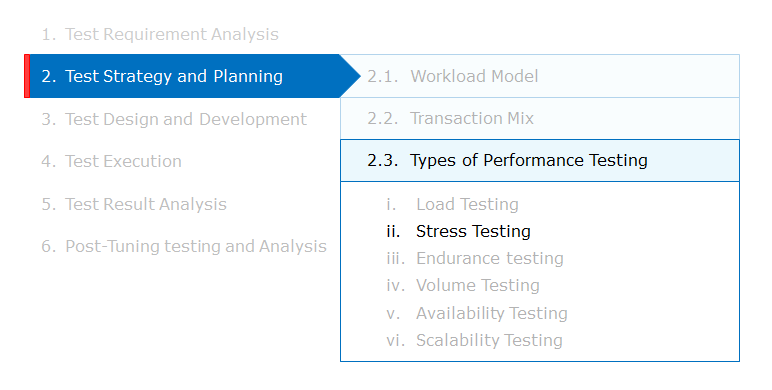 1. Test Requirement Analysis
2. Test Strategy and Planning
3. Test Design and Development
4. Test Execution
5. Test Result Analysis
6. Post-Tuning testing and Analysis
2.1. Workload Model
2.2. Transaction Mix
2.3. Types of Performance Testing
i. Load Testing
ii. Stress Testing
iii. Endurance testing
iv. Volume Testing
v. Availability Testing
vi. Scalability Testing